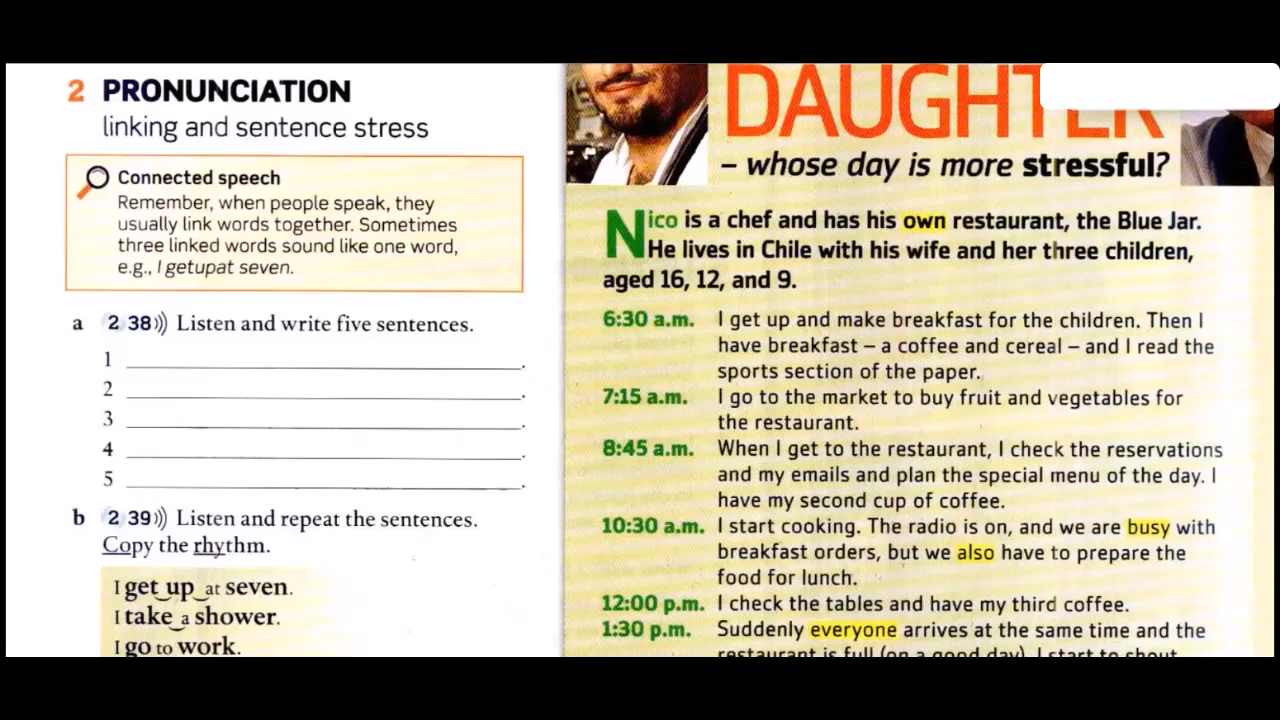 2 PRONUNCIATION
linking and sentence stress
Connected speech
Remember, when people speak, they
usually link words together. Sometimes
three linked words sound like one word,
e.g., I getupat seven.
a 2 38))) Listen and write five sentences.
1 .
2 .
3 .
4 .
5 .
b 2 39))) Listen and repeat the sentences.
Copy the rhythm.
I get up at seven.
I take a shower.
I go to work.
DAUGHTER
– whose day is more stressful?
Nico is a chef and has his own restaurant, the Blue Jar.
He lives in Chile with his wife and her three children,
aged 16, 12, and 9.
6:30 a.m. I get up and make breakfast for the children. Then I
have breakfast – a coffee and cereal – and I read the
sports section of the paper.
7:15 a.m. I go to the market to buy fruit and vegetables for
the restaurant.
8:45 a.m. When I get to the restaurant, I check the reservations
and my emails and plan the special menu of the day. I
have my second cup of coffee.
10:30 a.m. I start cooking. The radio is on, and we are busy with
breakfast orders, but we also have to prepare the
food for lunch.
12:00 p.m. I check the tables and have my third coffee.
1:30 p.m. Suddenly everyone arrives at the same time and the
restaurant is full (on a good day). I start to shout